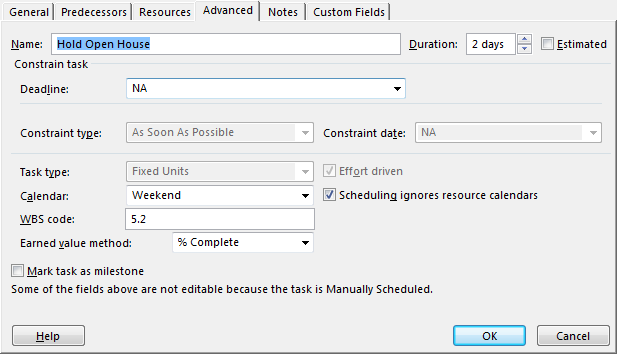 General Predecessors Resources Advanced Notes Custom Fields
Name: Hold Open House Duration: 2 days Estimated
Constrain task
Deadline: NA
Constraint type: As Soon As Possible Constraint date: NA
Task type: Fixed Units Effort driven
Calendar: Weekend Scheduling ignores resource calendars
WBS code: 5.2
Earned value method: % Complete
Mark task as milestone
Some of the fields above are not editable because the task is Manually Scheduled.
Help OK Cancel